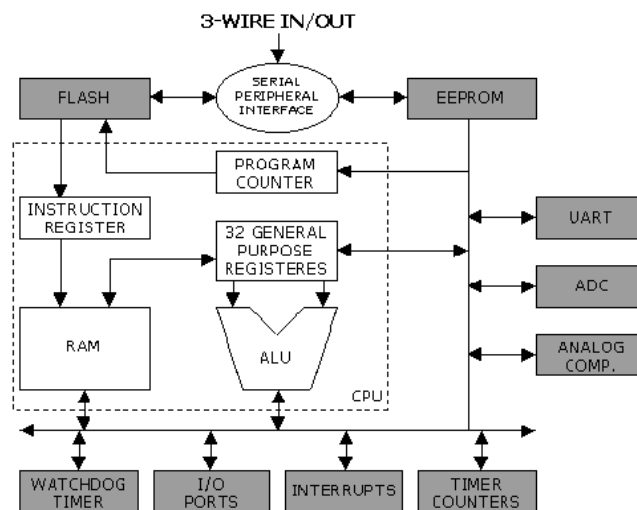 3-WIRE IN/OUT
SERIAL
PERIPHERAL
INTERFACE
FLASH
EEPROM
PROGRAM
COUNTER
INSTRUCTION
REGISTER
32 GENERAL
PURPOSE
REGISTERES
UART
ADC
RAM
ALU
ANALOG
COMP.
CPU
WATCHDOG
TIMER
I/O
PORTS
INTERRUPTS
TIMER
COUNTERS